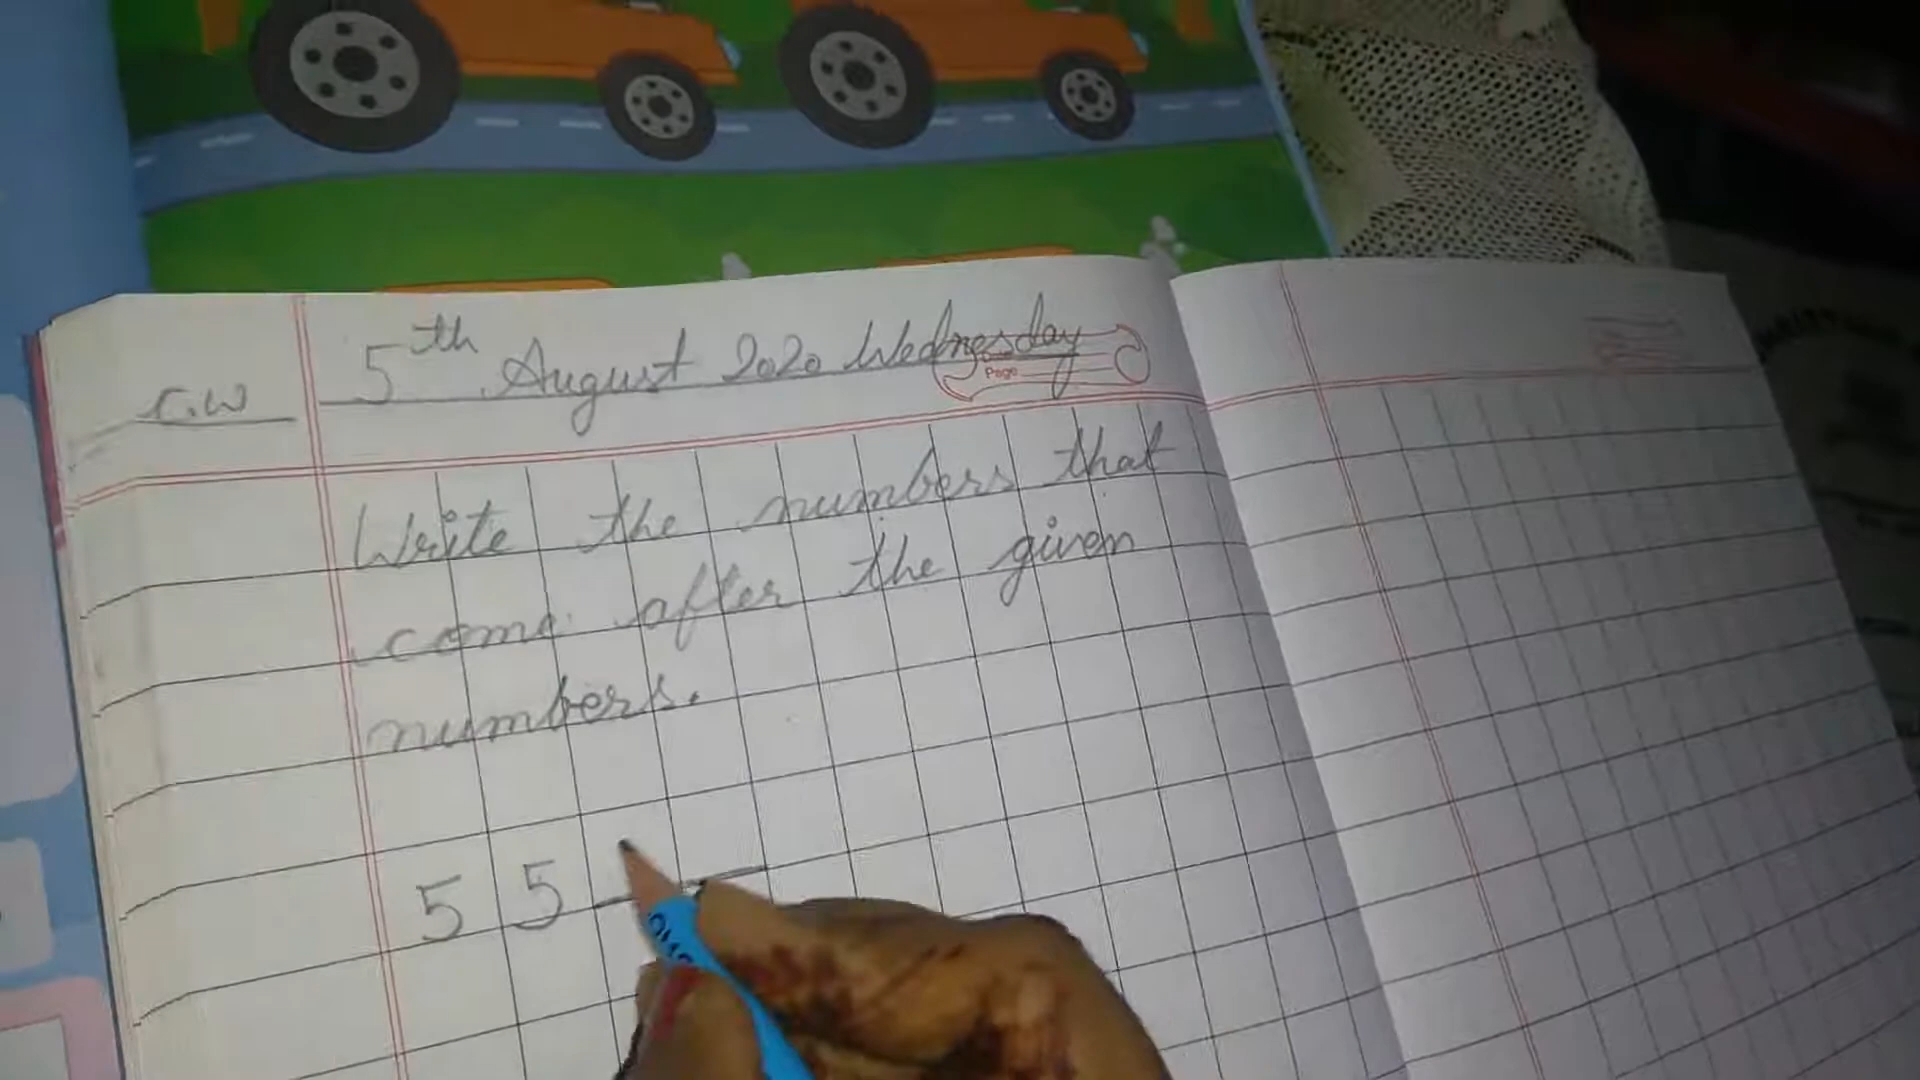 C.W
5th August 2020 Wednesday
Page
Write the numbers that
come after the given
numbers.
5 5